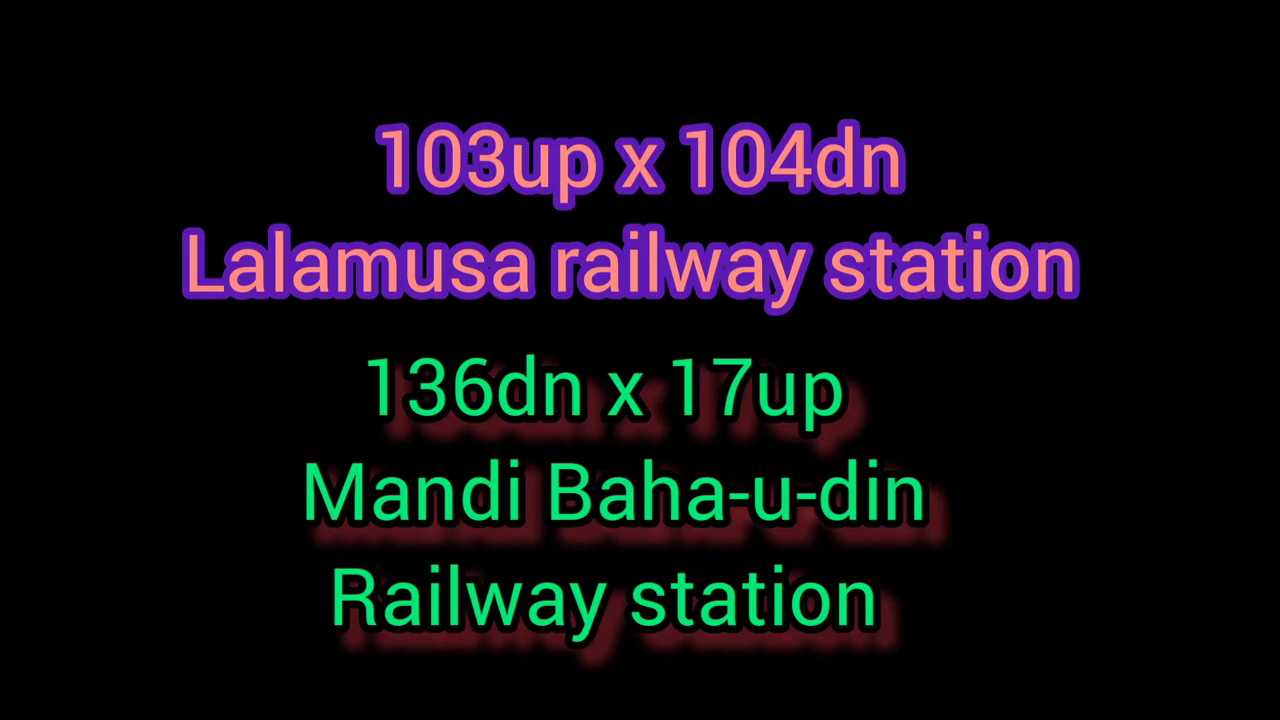 103up x 104dn
Lalamusa railway station
136dn x 17up
Mandi Baha-u-din
Railway station